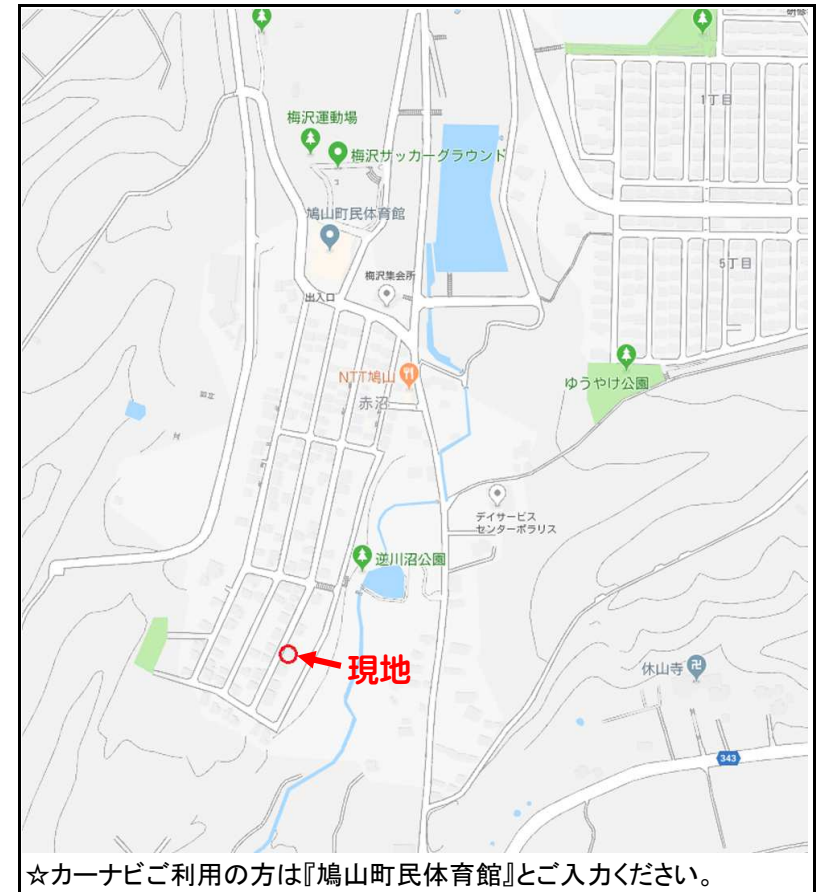 研修
1丁目
梅沢運動場
梅沢サッカーグラウンド
鳩山町民体育館
5丁目
梅沢集会所
出入口
NTT鳩山
ゆうやけ公園
赤沼
デイサービス
センターポラリス
逆川沼公園
現地
休山寺
343
☆カーナビご利用の方は『鳩山町民体育館』とご入力ください。